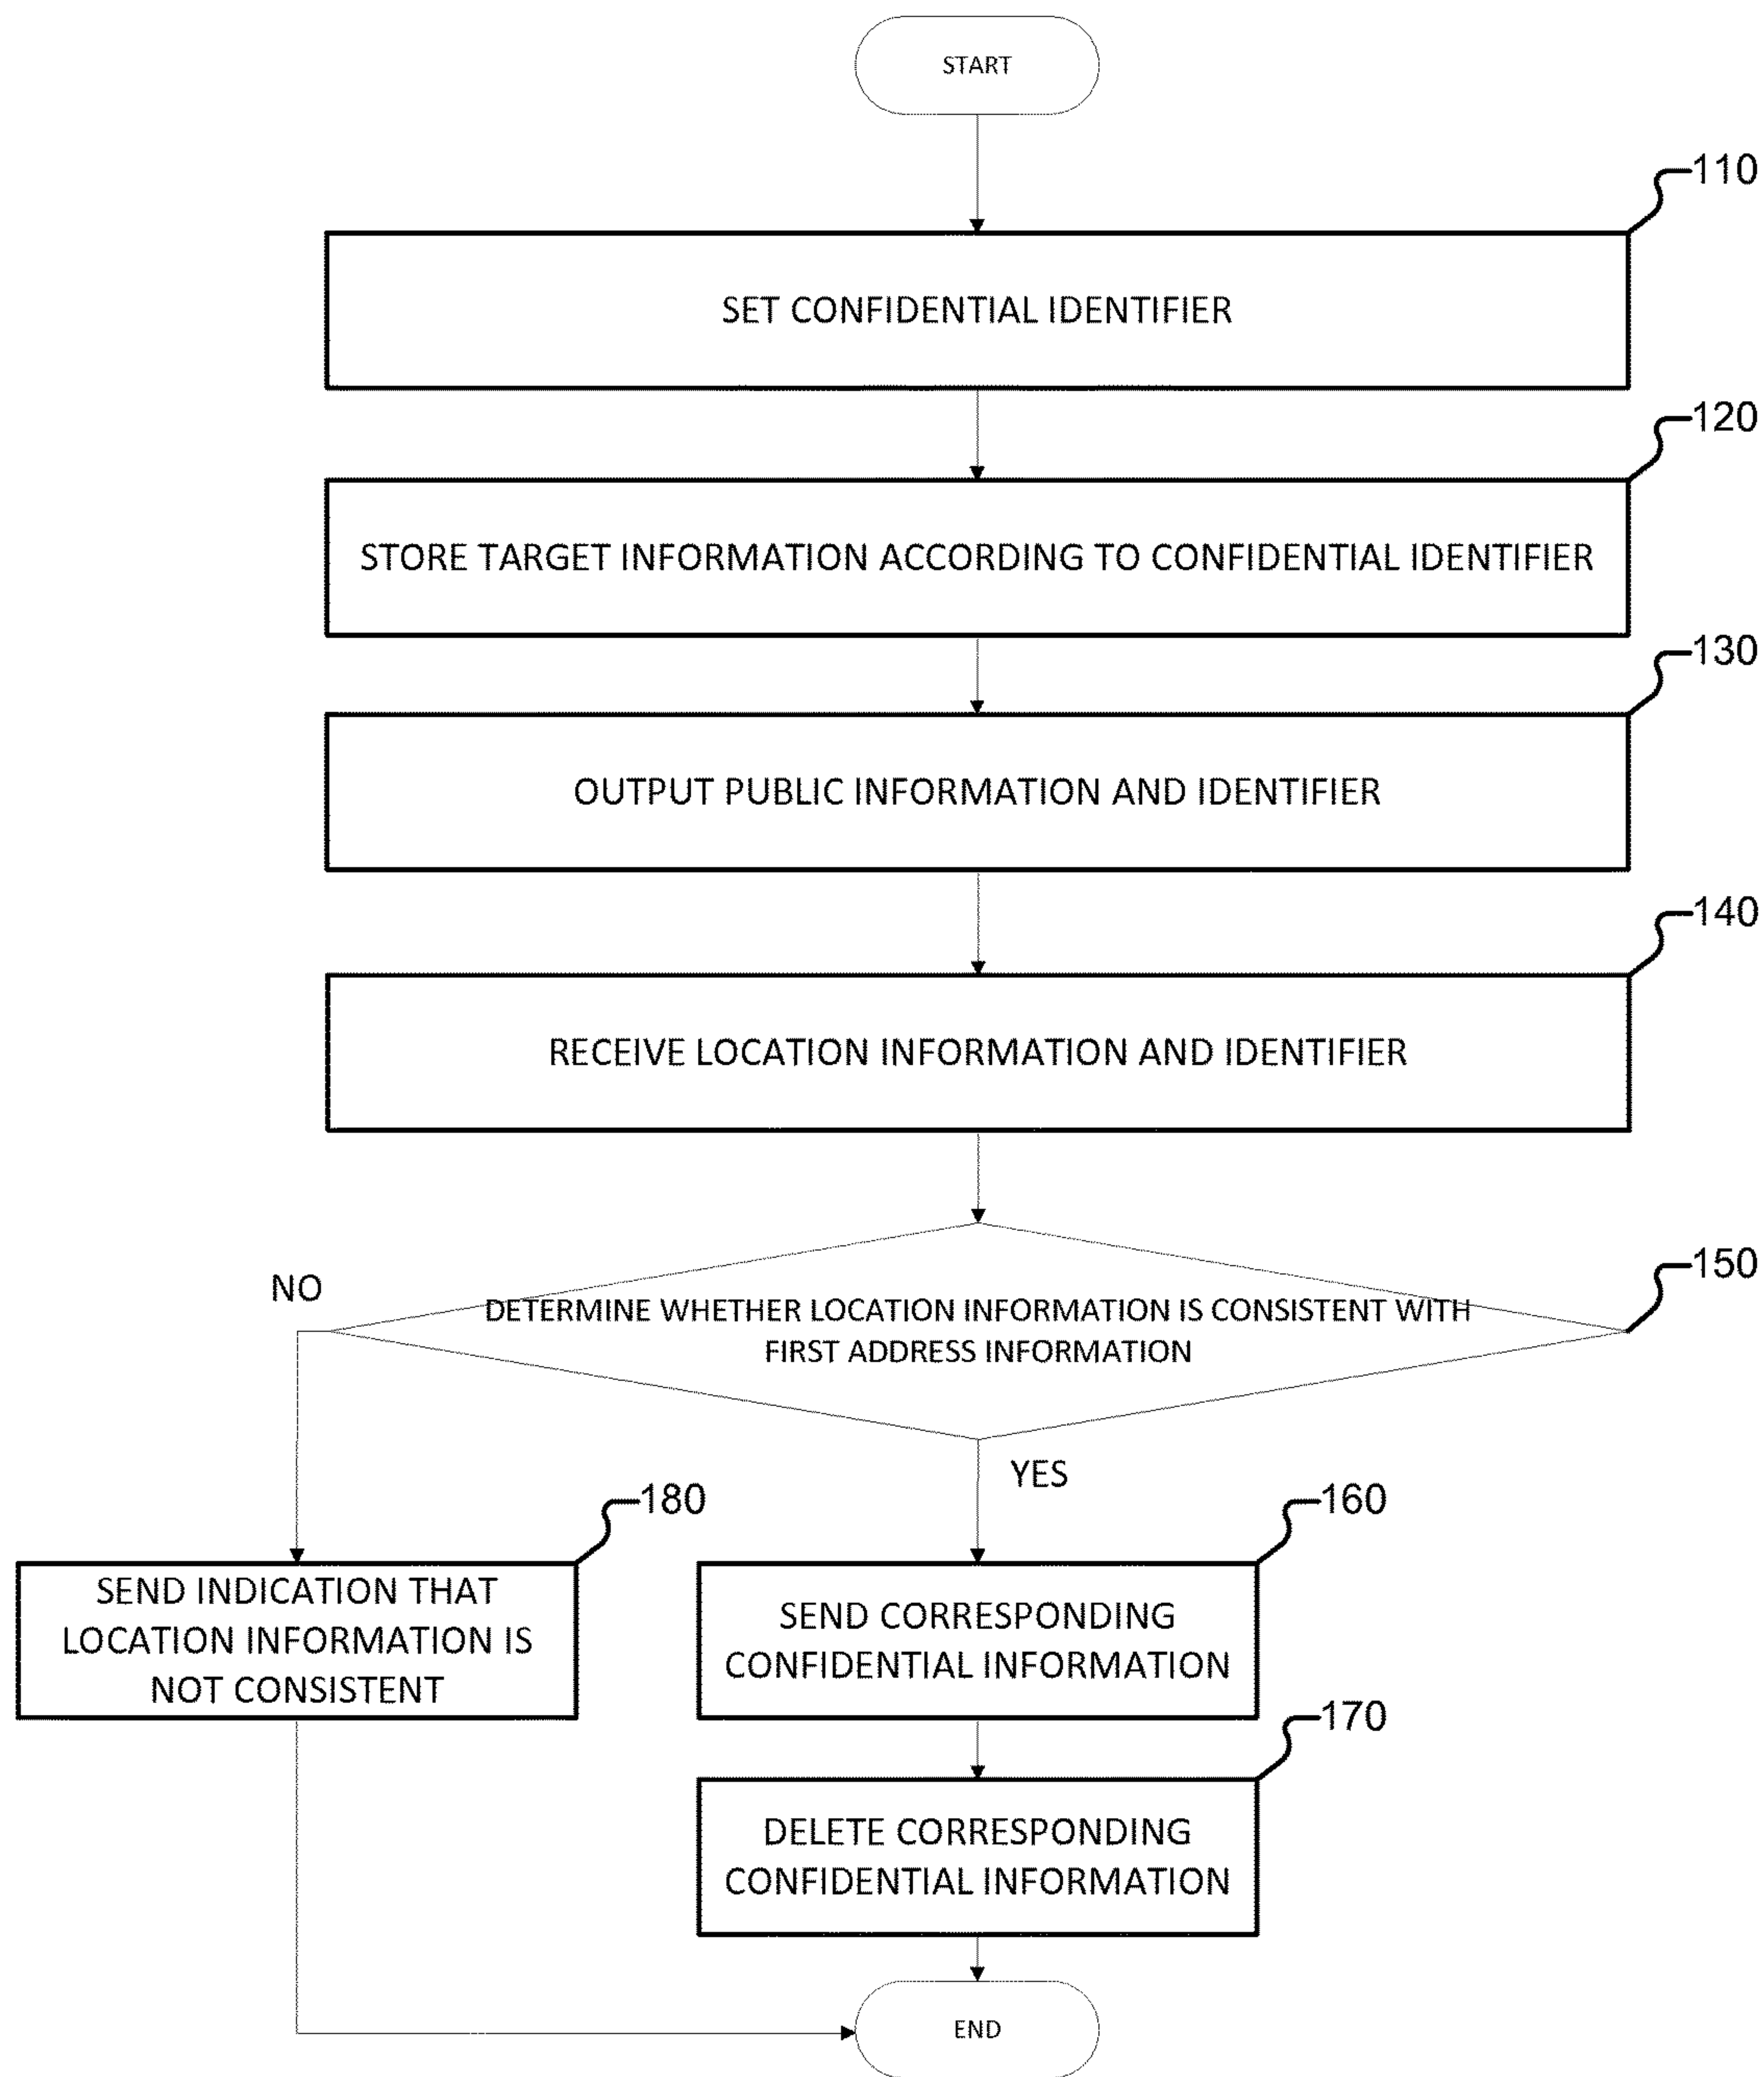 START
110
SET CONFIDENTIAL IDENTIFIER
120
STORE TARGET INFORMATION ACCORDING TO CONFIDENTIAL IDENTIFIER
130
OUTPUT PUBLIC INFORMATION AND IDENTIFIER
140
RECEIVE LOCATION INFORMATION AND IDENTIFIER
150
NO
DETERMINE WHETHER LOCATION INFORMATION IS CONSISTENT WITH
FIRST ADDRESS INFORMATION
YES
180
SEND INDICATION THAT
LOCATION INFORMATION IS
NOT CONSISTENT
160
SEND CORRESPONDING
CONFIDENTIAL INFORMATION
170
DELETE CORRESPONDING
CONFIDENTIAL INFORMATION
END